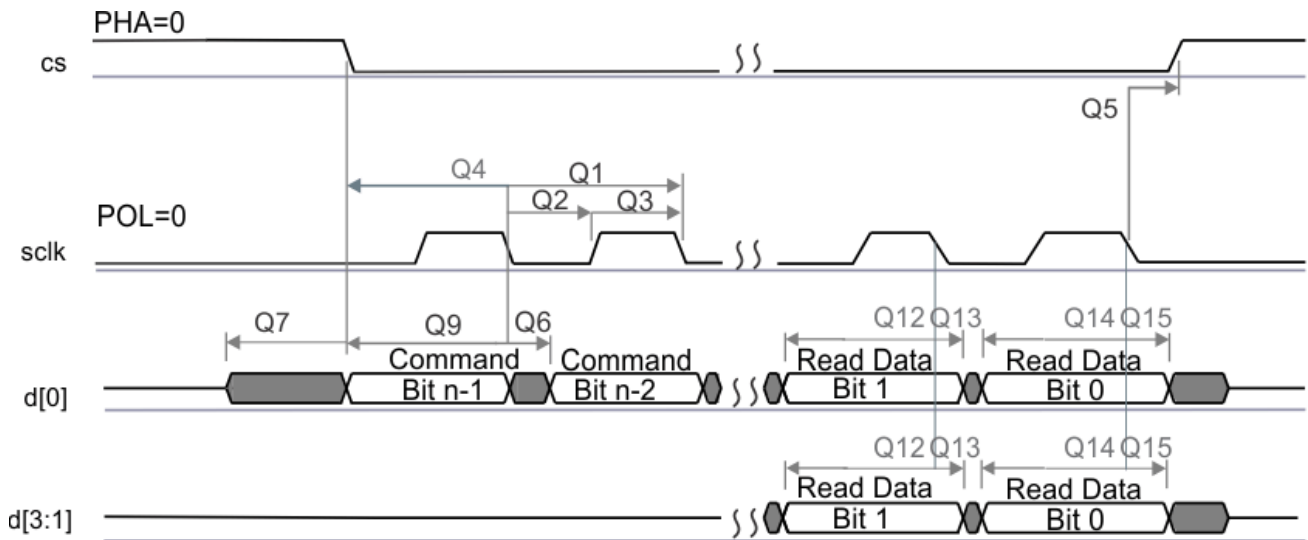 PHA=0
cs
Q5
Q4 Q1
Q2 Q3
POL=0
sclk
Q7 Q9 Q6 Q12 Q13 Q14 Q15
Command Command Read Data Read Data
d[0] Bit n-1 Bit n-2 Bit 1 Bit 0
Q12 Q13 Q14 Q15
Read Data Read Data
d[3:1] Bit 1 Bit 0